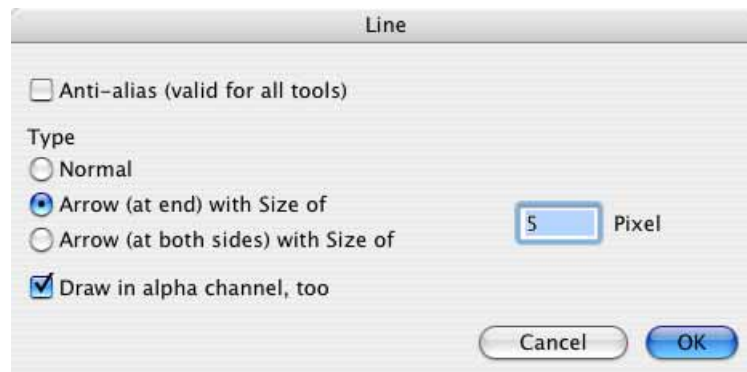 Line
Anti-alias (valid for all tools)
Type
Normal
Arrow (at end) with Size of
Arrow (at both sides) with Size of
5 Pixel
Draw in alpha channel, too
Cancel OK